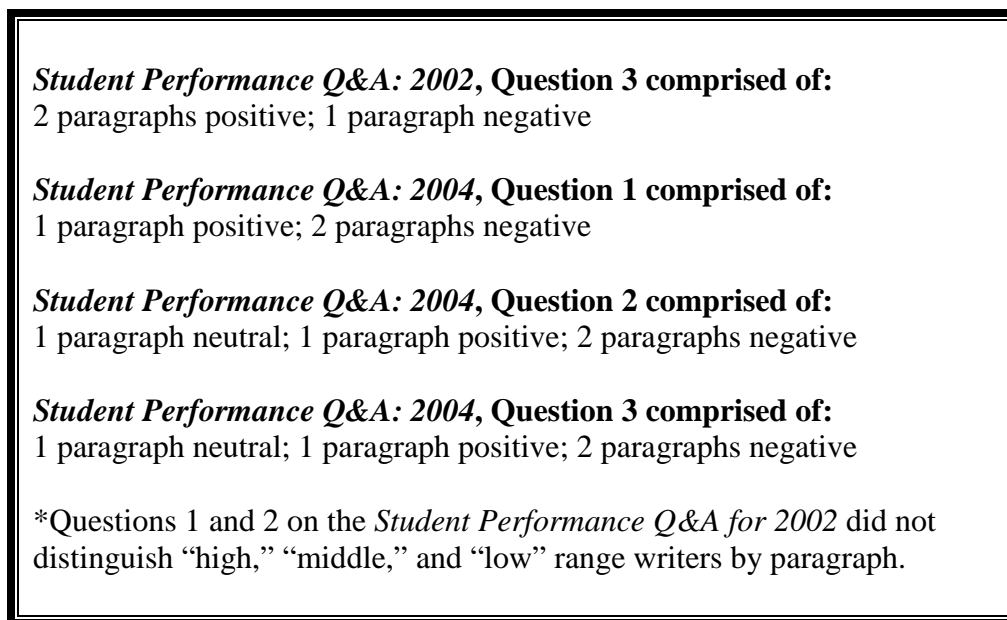 Student Performance Q&A: 2002, Question 3 comprised of:
2 paragraphs positive; 1 paragraph negative
Student Performance Q&A: 2004, Question 1 comprised of:
1 paragraph positive; 2 paragraphs negative
Student Performance Q&A: 2004, Question 2 comprised of:
1 paragraph neutral; 1 paragraph positive; 2 paragraphs negative
Student Performance Q&A: 2004, Question 3 comprised of:
1 paragraph neutral; 1 paragraph positive; 2 paragraphs negative
*Questions 1 and 2 on the Student Performance Q&A for 2002 did not
distinguish “high,” “middle,” and “low” range writers by paragraph.